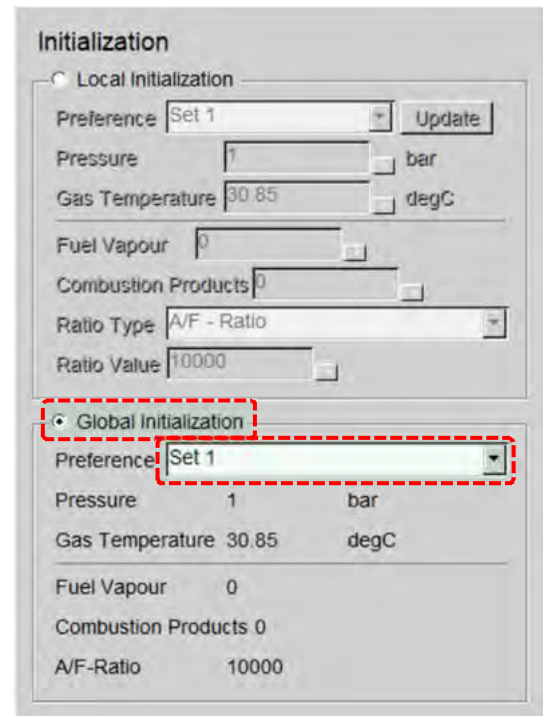 Initialization
Local Initialization
Preference Set 1 Update
Pressure 1 bar
Gas Temperature 30.85 degC
Fuel Vapour 0
Combustion Products 0
Ratio Type A/F - Ratio
Ratio Value 10000
Global Initialization
Preference Set 1
Pressure 1 bar
Gas Temperature 30.85 degC
Fuel Vapour 0
Combustion Products 0
A/F-Ratio 10000